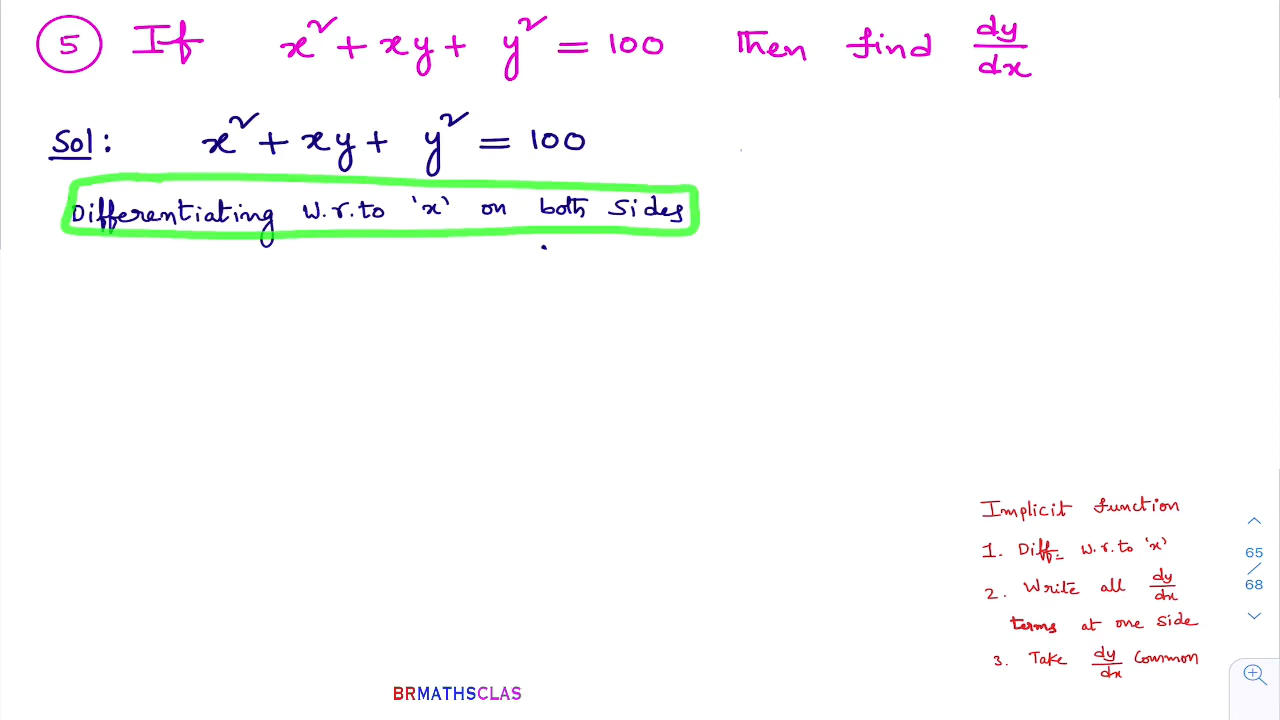 5 If x² + xy + y² = 100 then find dy/dx
Sol: x² + xy + y² = 100
Differentiating w.r.to 'x' on both sides
Implicit function
1. Diff. w.r.to 'x'
2. Write all dy/dx
terms at one side
3. Take dy/dx common
65
/
68
BRMATHSCLAS